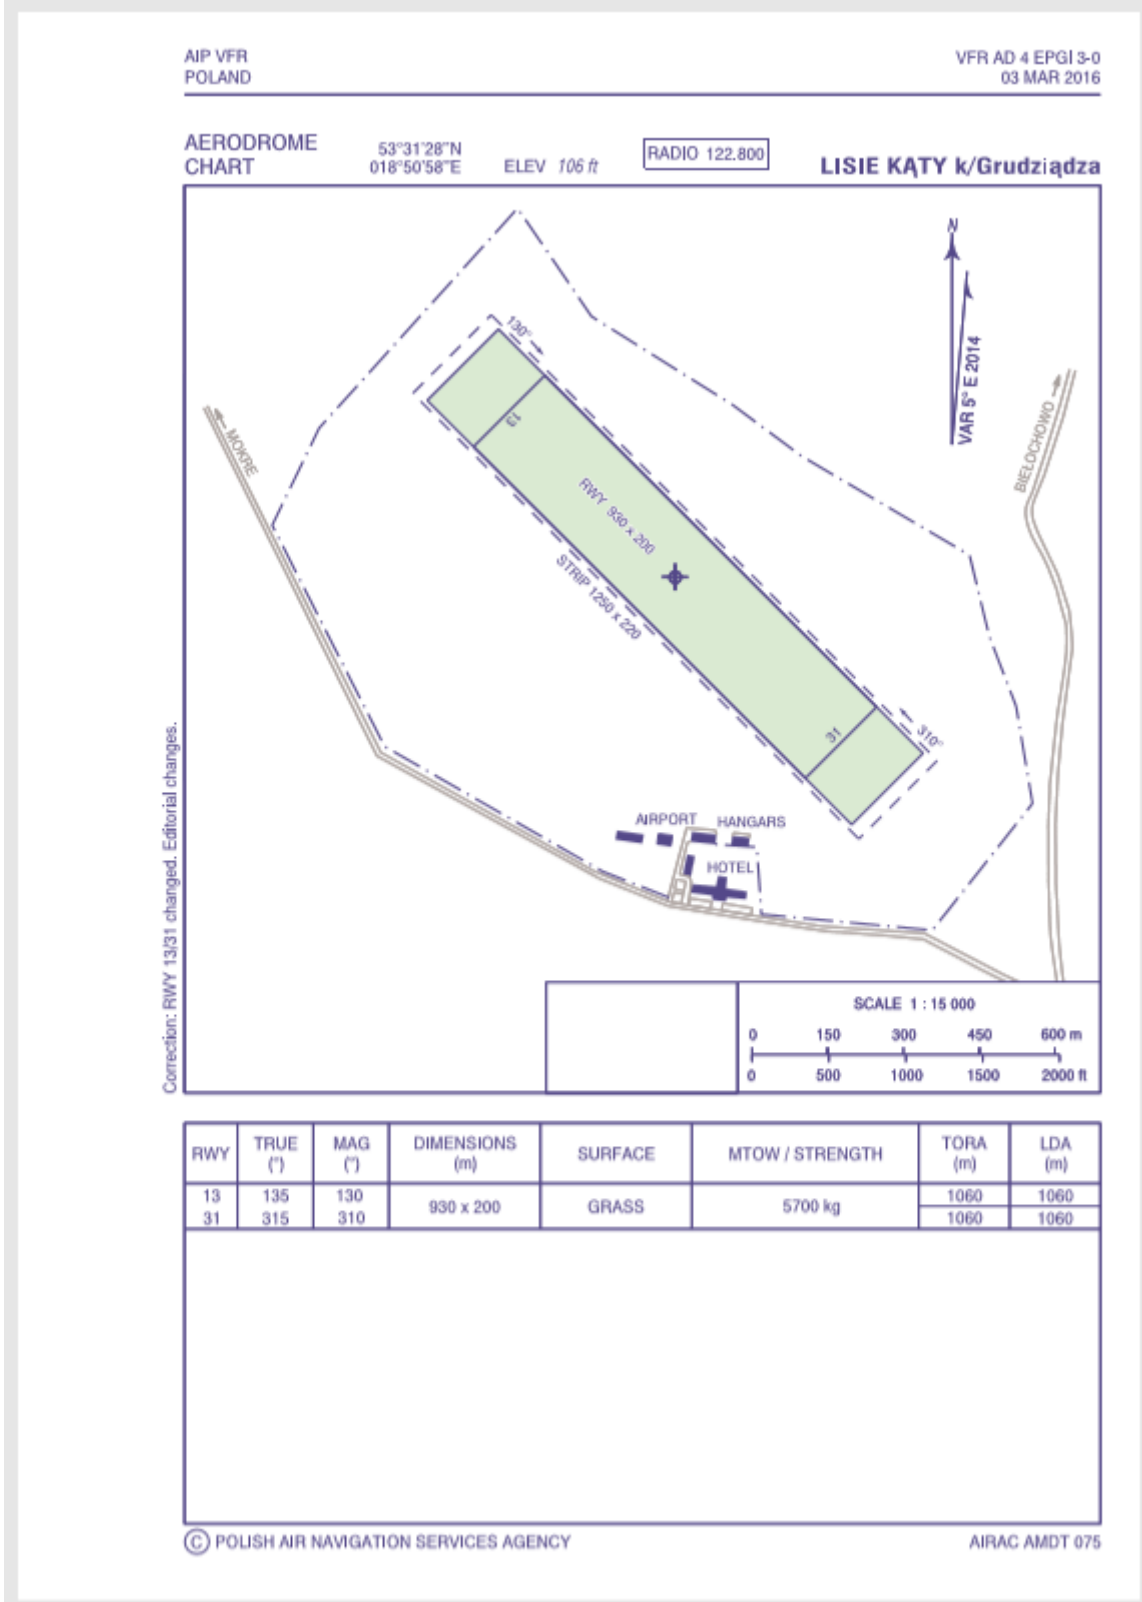 AIP VFR
POLAND
VFR AD 4 EPGI 3-0
03 MAR 2016
AERODROME
CHART
53°31'28"N
018°50'58"E
ELEV 106 ft
RADIO 122.800
LISIE KĄTY k/Grudziądza
N
VAR 5° E 2014
130°
13
MOKRE
BIEŁOCHOWO
RWY 930 x 200
STRIP 1250 x 220
31
310°
AIRPORT
HANGARS
HOTEL
Correction: RWY 13/31 changed. Editorial changes.
SCALE 1 : 15 000
0 150 300 450 600 m
0 500 1000 1500 2000 ft
RWY
TRUE
(°)
MAG
(°)
DIMENSIONS
(m)
SURFACE
MTOW / STRENGTH
TORA
(m)
LDA
(m)
13 135 130 930 x 200 GRASS 5700 kg 1060 1060
31 315 310 1060 1060
© POLISH AIR NAVIGATION SERVICES AGENCY
AIRAC AMDT 075